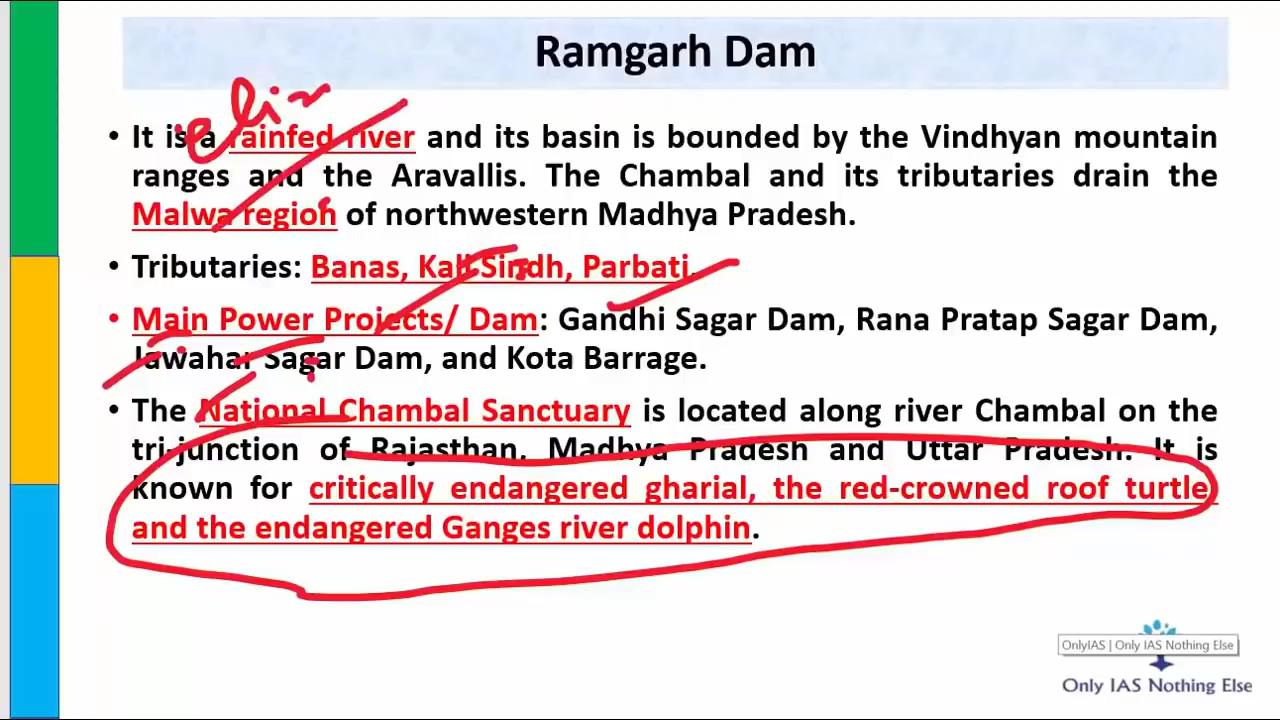 Ramgarh Dam
• It is a rainfed river and its basin is bounded by the Vindhyan mountain
ranges and the Aravallis. The Chambal and its tributaries drain the
Malwa region of northwestern Madhya Pradesh.
• Tributaries: Banas, Kali Sindh, Parbati.
• Main Power Projects/ Dam: Gandhi Sagar Dam, Rana Pratap Sagar Dam,
Jawahar Sagar Dam, and Kota Barrage.
• The National Chambal Sanctuary is located along river Chambal on the
tri-junction of Rajasthan, Madhya Pradesh and Uttar Pradesh. It is
known for critically endangered gharial, the red-crowned roof turtle
and the endangered Ganges river dolphin.
OnlyIAS | Only IAS Nothing Else
Only IAS Nothing Else